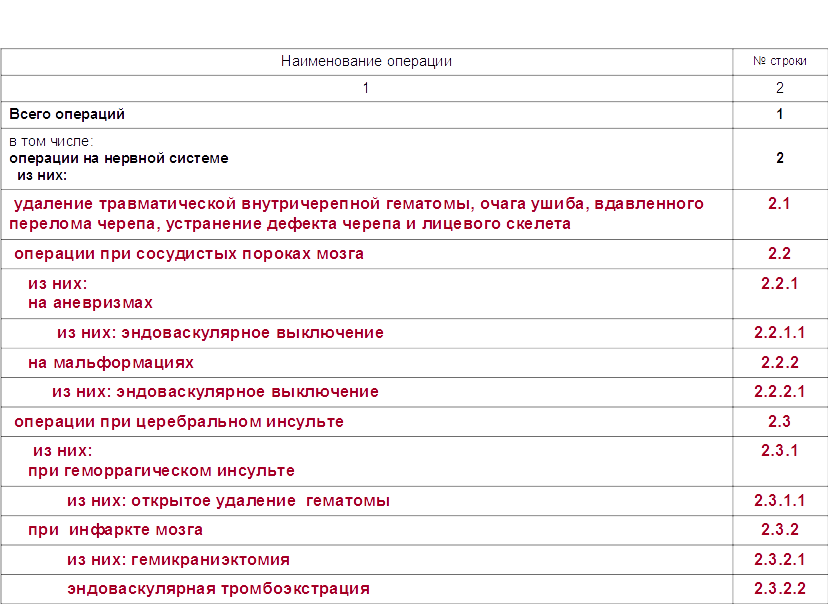 Наименование операции № строки
1 2
Всего операций 1
в том числе:
операции на нервной системе 2
из них:
удаление травматической внутричерепной гематомы, очага ушиба, вдавленного 2.1
перелома черепа, устранение дефекта черепа и лицевого скелета
операции при сосудистых пороках мозга 2.2
из них: 2.2.1
на аневризмах
из них: эндоваскулярное выключение 2.2.1.1
на мальформациях 2.2.2
из них: эндоваскулярное выключение 2.2.2.1
операции при церебральном инсульте 2.3
из них: 2.3.1
при геморрагическом инсульте
из них: открытое удаление гематомы 2.3.1.1
при инфаркте мозга 2.3.2
из них: гемикраниэктомия 2.3.2.1
эндоваскулярная тромбоэкстрация 2.3.2.2